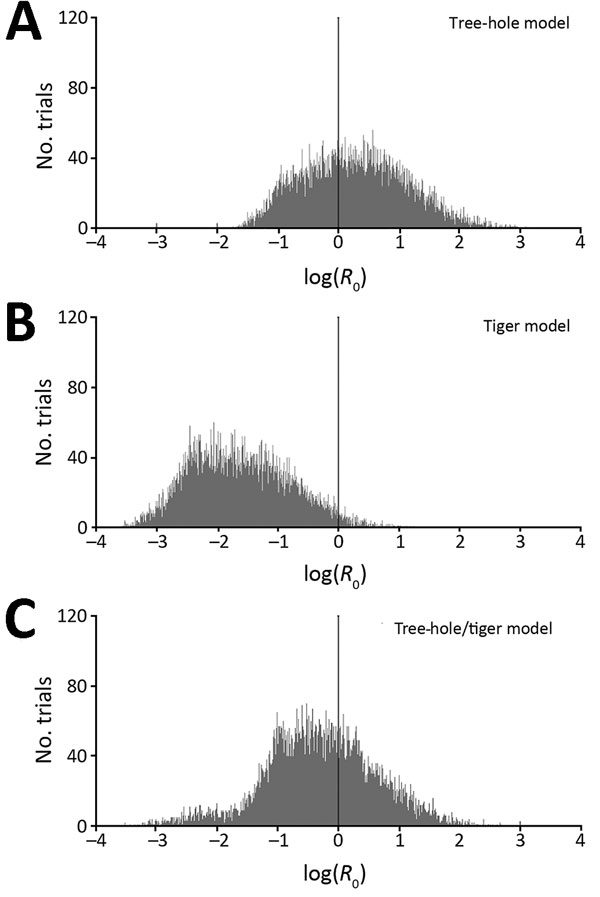 A
Tree-hole model
No. trials
120
80
40
0
–4 –3 –2 –1 0 1 2 3 4
log(R0)
B
Tiger model
No. trials
120
80
40
0
–4 –3 –2 –1 0 1 2 3 4
log(R0)
C
Tree-hole/tiger model
No. trials
120
80
40
0
–4 –3 –2 –1 0 1 2 3 4
log(R0)